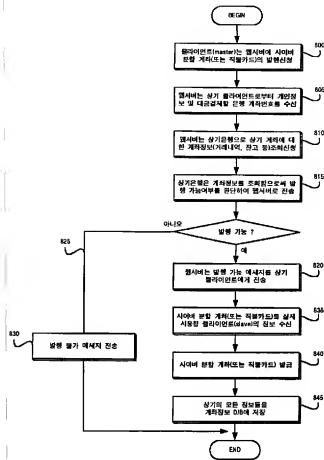 BEGIN
클라이언트(master)는 웹서버에 사이버
분할 계좌(또는 직불카드)의 발행신청
600
웹서버는 상기 클라이언트로부터 개인정
보 및 대금결제할 은행 계좌번호를 수신
605
웹서버는 상기은행으로 상기 계좌에 대
한 계좌정보(거래내역, 잔고 등)조회신청
810
상기은행은 계좌정보를 조회함으로써 발
행 가능여부를 판단하여 웹서버로 전송
815
825
아니오
발행 가능 ?
예
웹서버는 발행 가능 메세지를 상기
클라이언트에게 전송
820
사이버 분할 계좌(또는 직불카드)를 실제
사용할 클라이언트(slave)의 정보 수신
835
830
발행 불가 메세지 전송
사이버 분할 계좌(또는 직불카드) 발급
840
상기의 모든 정보들을
계좌정보 D/B에 저장
845
END